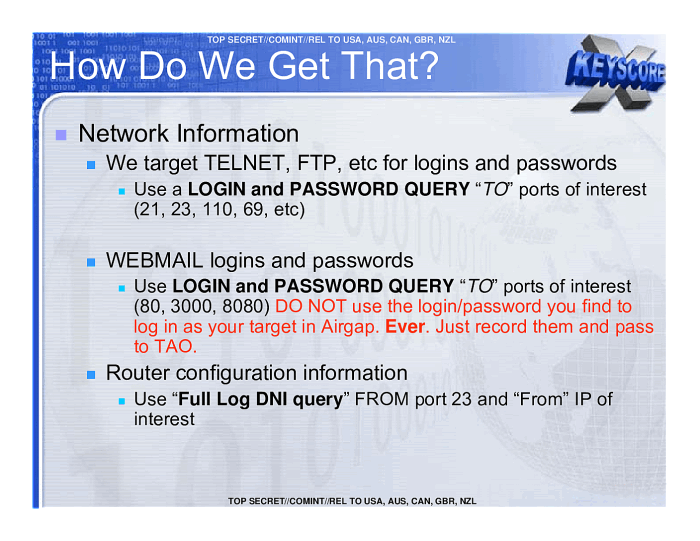 TOP SECRET//COMINT//REL TO USA, AUS, CAN, GBR, NZL
How Do We Get That?
XKEYSCORE
Network Information
We target TELNET, FTP, etc for logins and passwords
Use a LOGIN and PASSWORD QUERY “TO” ports of interest
(21, 23, 110, 69, etc)
WEBMAIL logins and passwords
Use LOGIN and PASSWORD QUERY “TO” ports of interest
(80, 3000, 8080) DO NOT use the login/password you find to
log in as your target in Airgap. Ever. Just record them and pass
to TAO.
Router configuration information
Use “Full Log DNI query” FROM port 23 and “From” IP of
interest
TOP SECRET//COMINT//REL TO USA, AUS, CAN, GBR, NZL